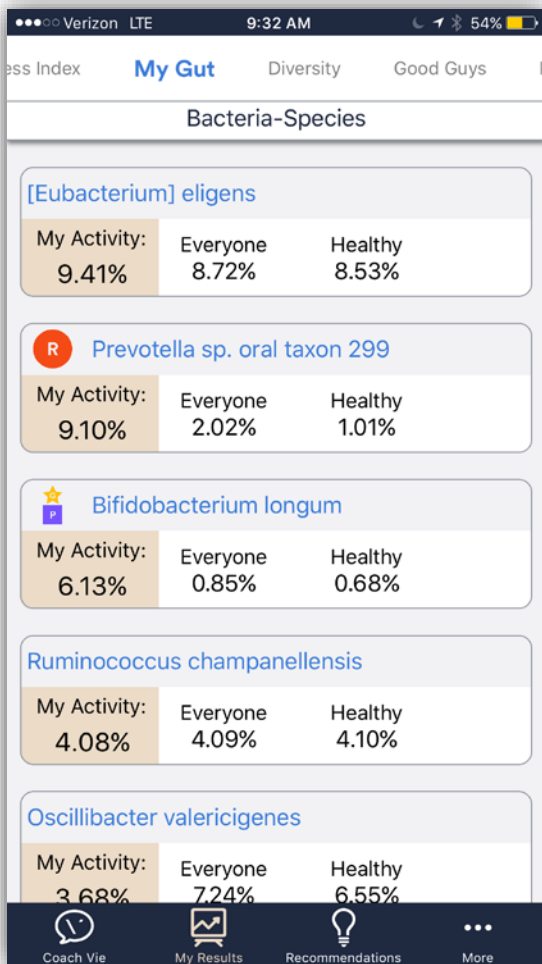 Verizon LTE 9:32 AM 54%
ess Index My Gut Diversity Good Guys
Bacteria-Species
[Eubacterium] eligens
My Activity: Everyone Healthy
9.41% 8.72% 8.53%
R Prevotella sp. oral taxon 299
My Activity: Everyone Healthy
9.10% 2.02% 1.01%
P Bifidobacterium longum
My Activity: Everyone Healthy
6.13% 0.85% 0.68%
Ruminococcus champanellensis
My Activity: Everyone Healthy
4.08% 4.09% 4.10%
Oscillibacter valericigenes
My Activity: Everyone Healthy
3.68% 7.24% 6.55%
Coach Vie My Results Recommendations More